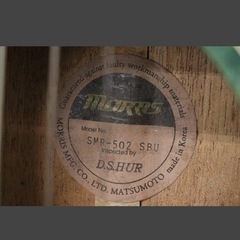 Guaranteed against faulty workmanship materials
MORRIS
Model No.
SMR-502 SBU
Inspected by
D.S.HUR
made in Korea
MORRIS MFG CO., LTD. MATSUMOTO